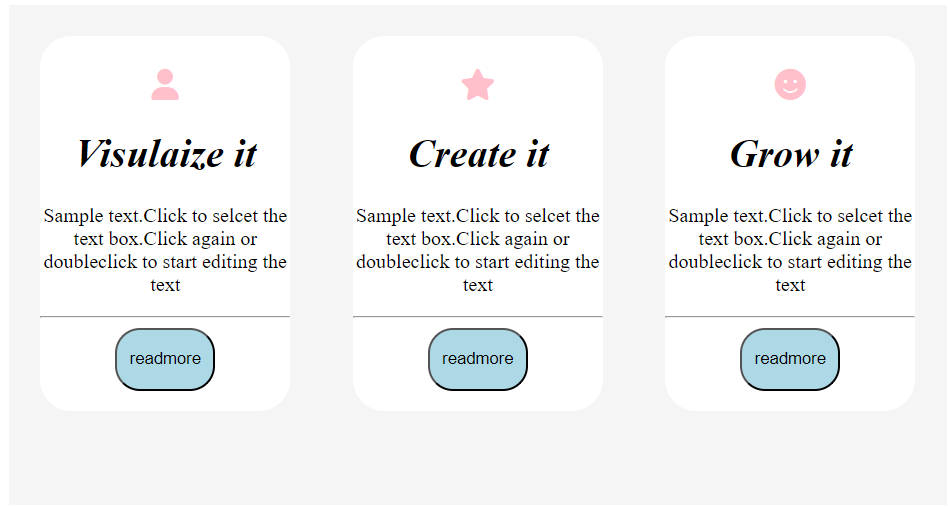 Visulaize it
Sample text.Click to selcet the
text box.Click again or
doubleclick to start editing the
text
readmore
Create it
Sample text.Click to selcet the
text box.Click again or
doubleclick to start editing the
text
readmore
Grow it
Sample text.Click to selcet the
text box.Click again or
doubleclick to start editing the
text
readmore